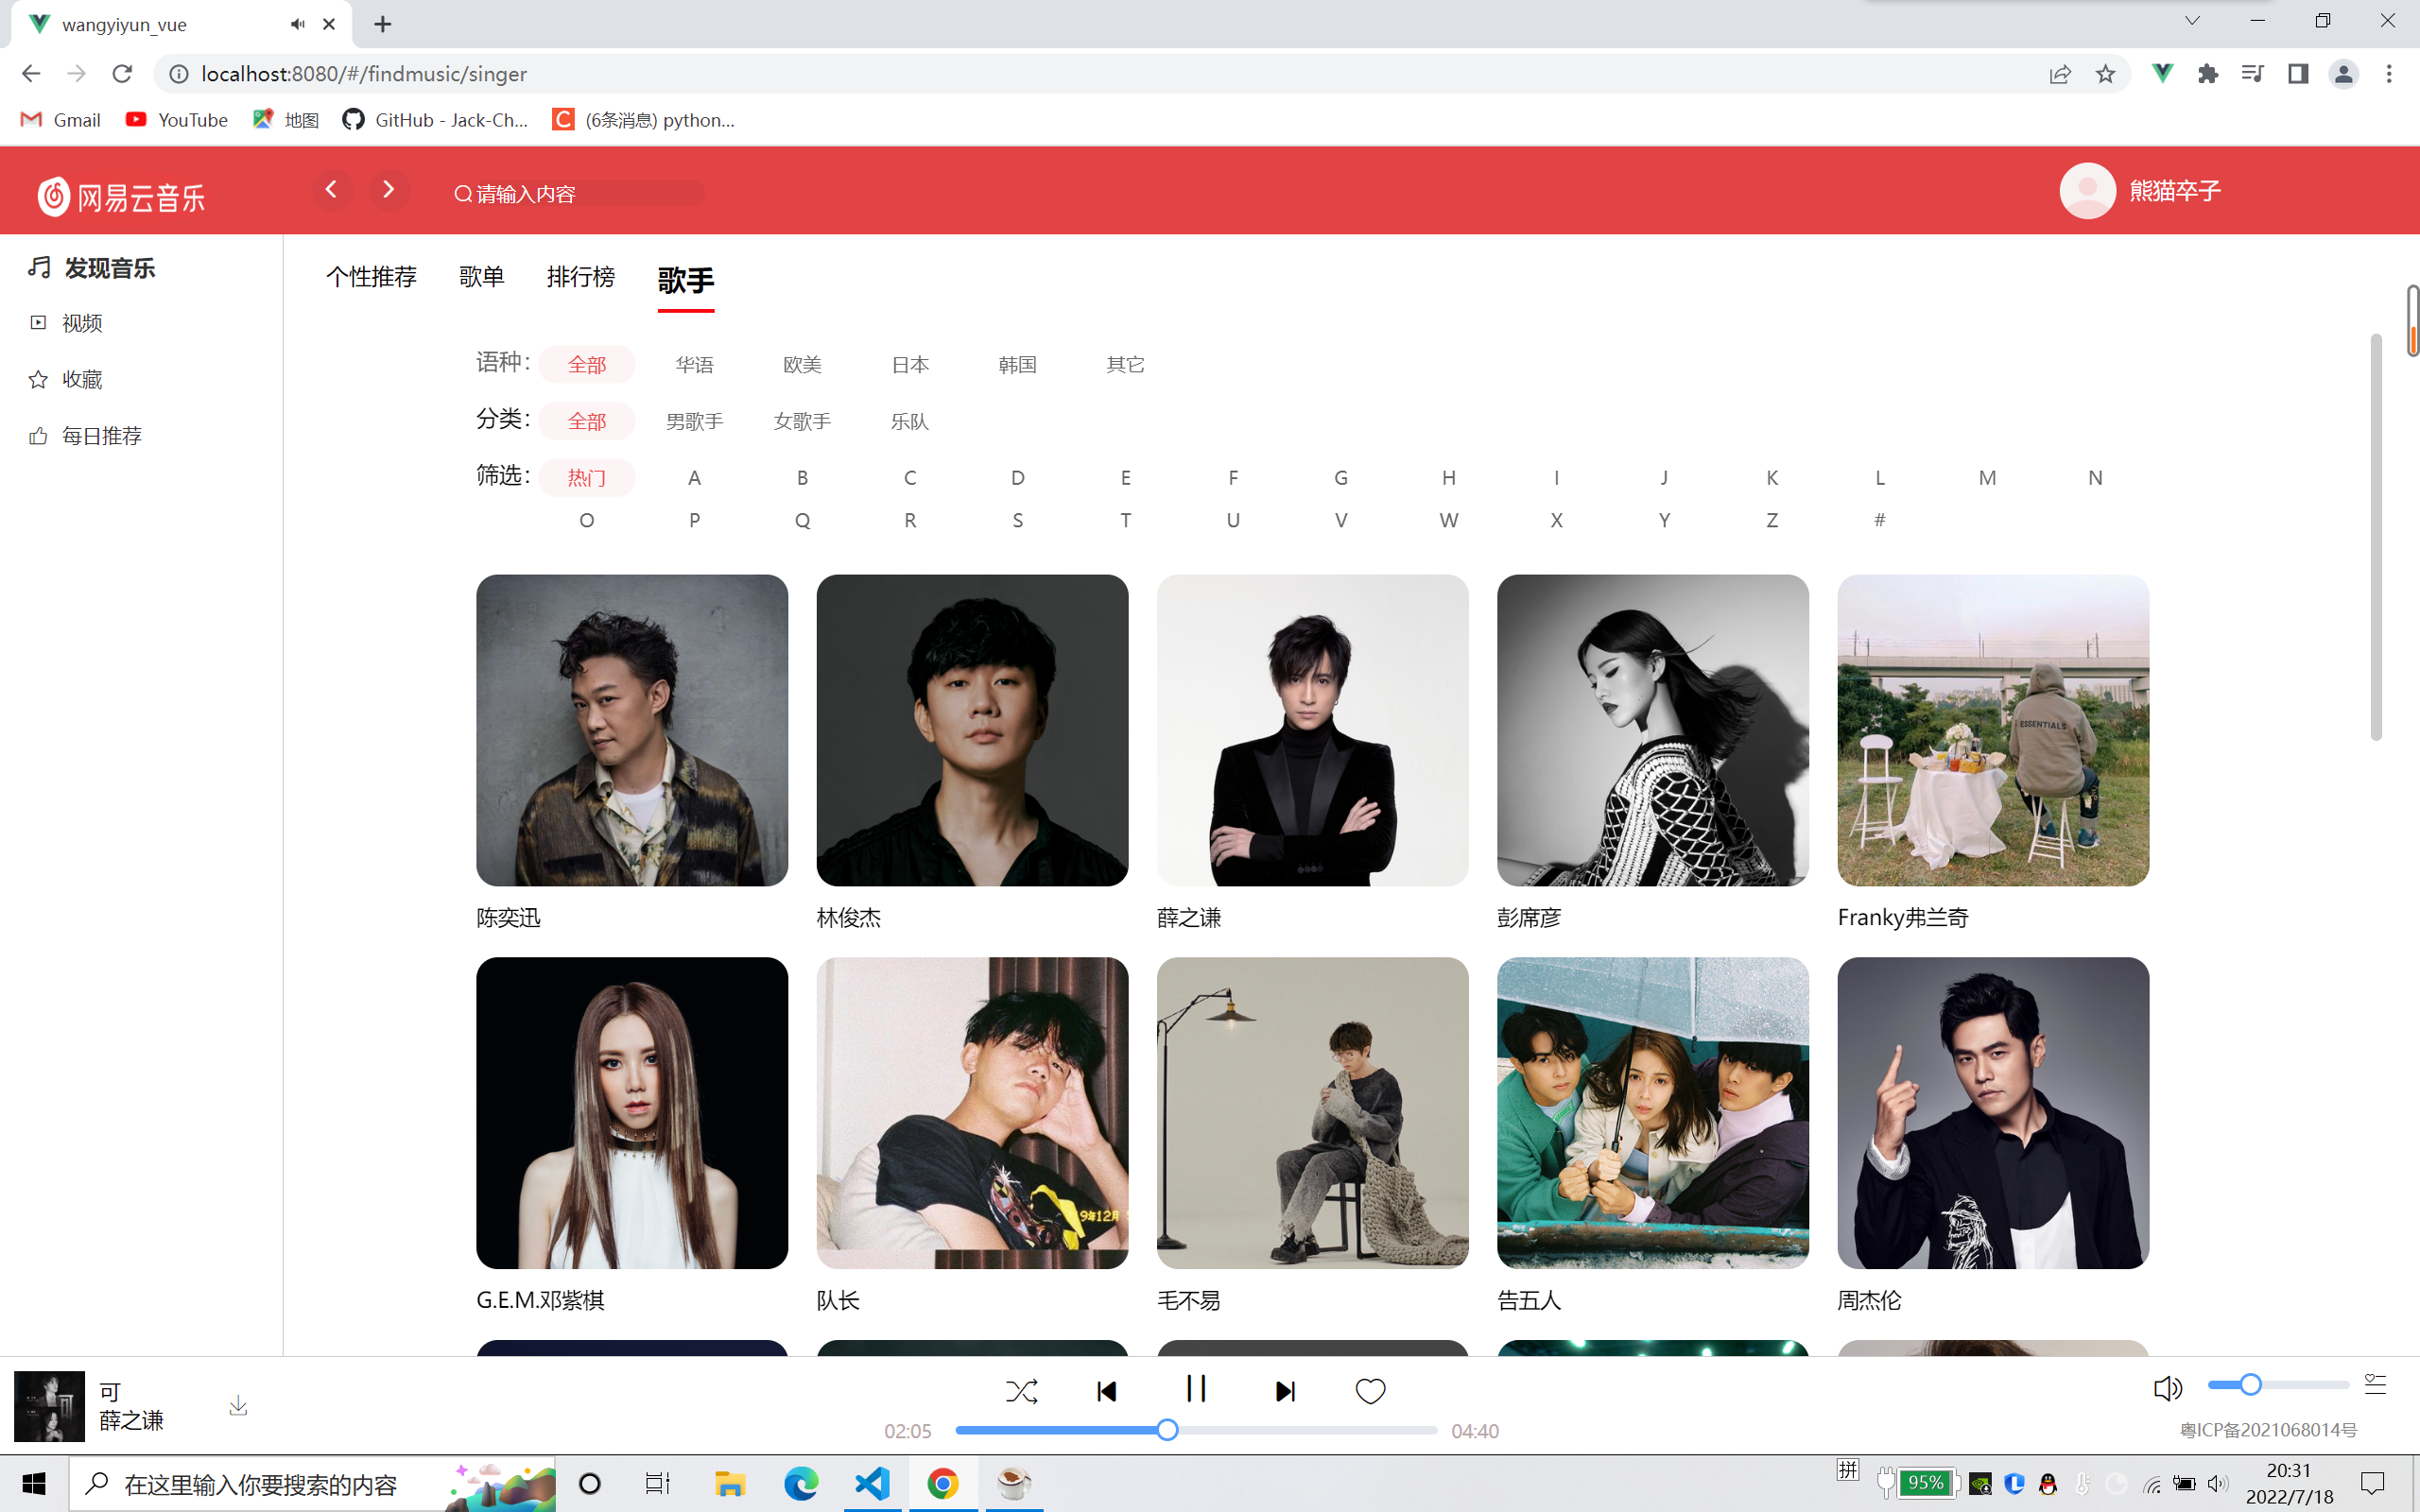 wangyiyun_vue
localhost:8080/#/findmusic/singer
Gmail YouTube 地图 GitHub - Jack-Ch... (6条消息) python...
网易云音乐 请输入内容 熊猫卒子
发现音乐
视频
收藏
每日推荐
个性推荐 歌单 排行榜 歌手
语种: 全部 华语 欧美 日本 韩国 其它
分类: 全部 男歌手 女歌手 乐队
筛选: 热门 A B C D E F G H I J K L M N
O P Q R S T U V W X Y Z #
ESSENTIALS
陈奕迅 林俊杰 薛之谦 彭席彦 Franky弗兰奇
9年12月
G.E.M.邓紫棋 队长 毛不易 告五人 周杰伦
可
薛之谦
02:05 04:40
粤ICP备2021068014号
在这里输入你要搜索的内容
拼 95% 20:31
2022/7/18